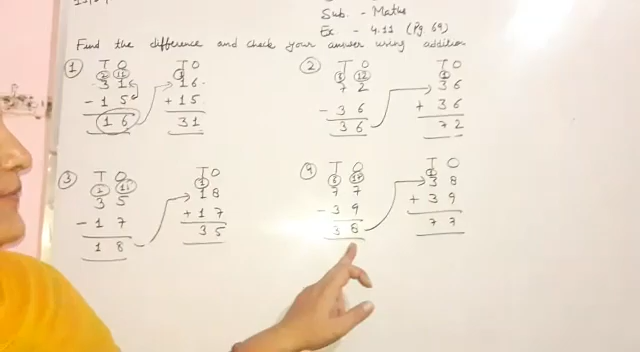 Sub. - Maths
Ex - 4.11 (Pg. 69)
Find the difference and check your answer using addition
① T O T O
② ⑪ ①
3 1 6 1 6
- 1 5 + 1 5
1 6 3 1
② T O T O
⑥ ⑫ ①
7 2 3 6
- 3 6 + 3 6
3 6 7 2
③ T O T O
② ⑮ ①
3 5 1 8
- 1 7 + 1 7
1 8 3 5
④ T O T O
⑥ ⑰ ①
7 7 3 8
- 3 9 + 3 9
3 8 7 7